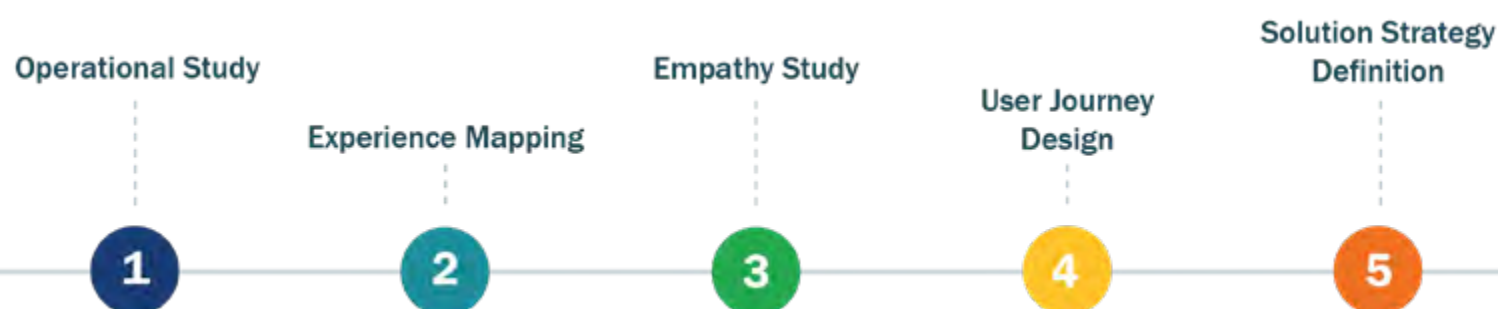 Operational Study
Experience Mapping
Empathy Study
User Journey
Design
Solution Strategy
Definition
1
2
3
4
5